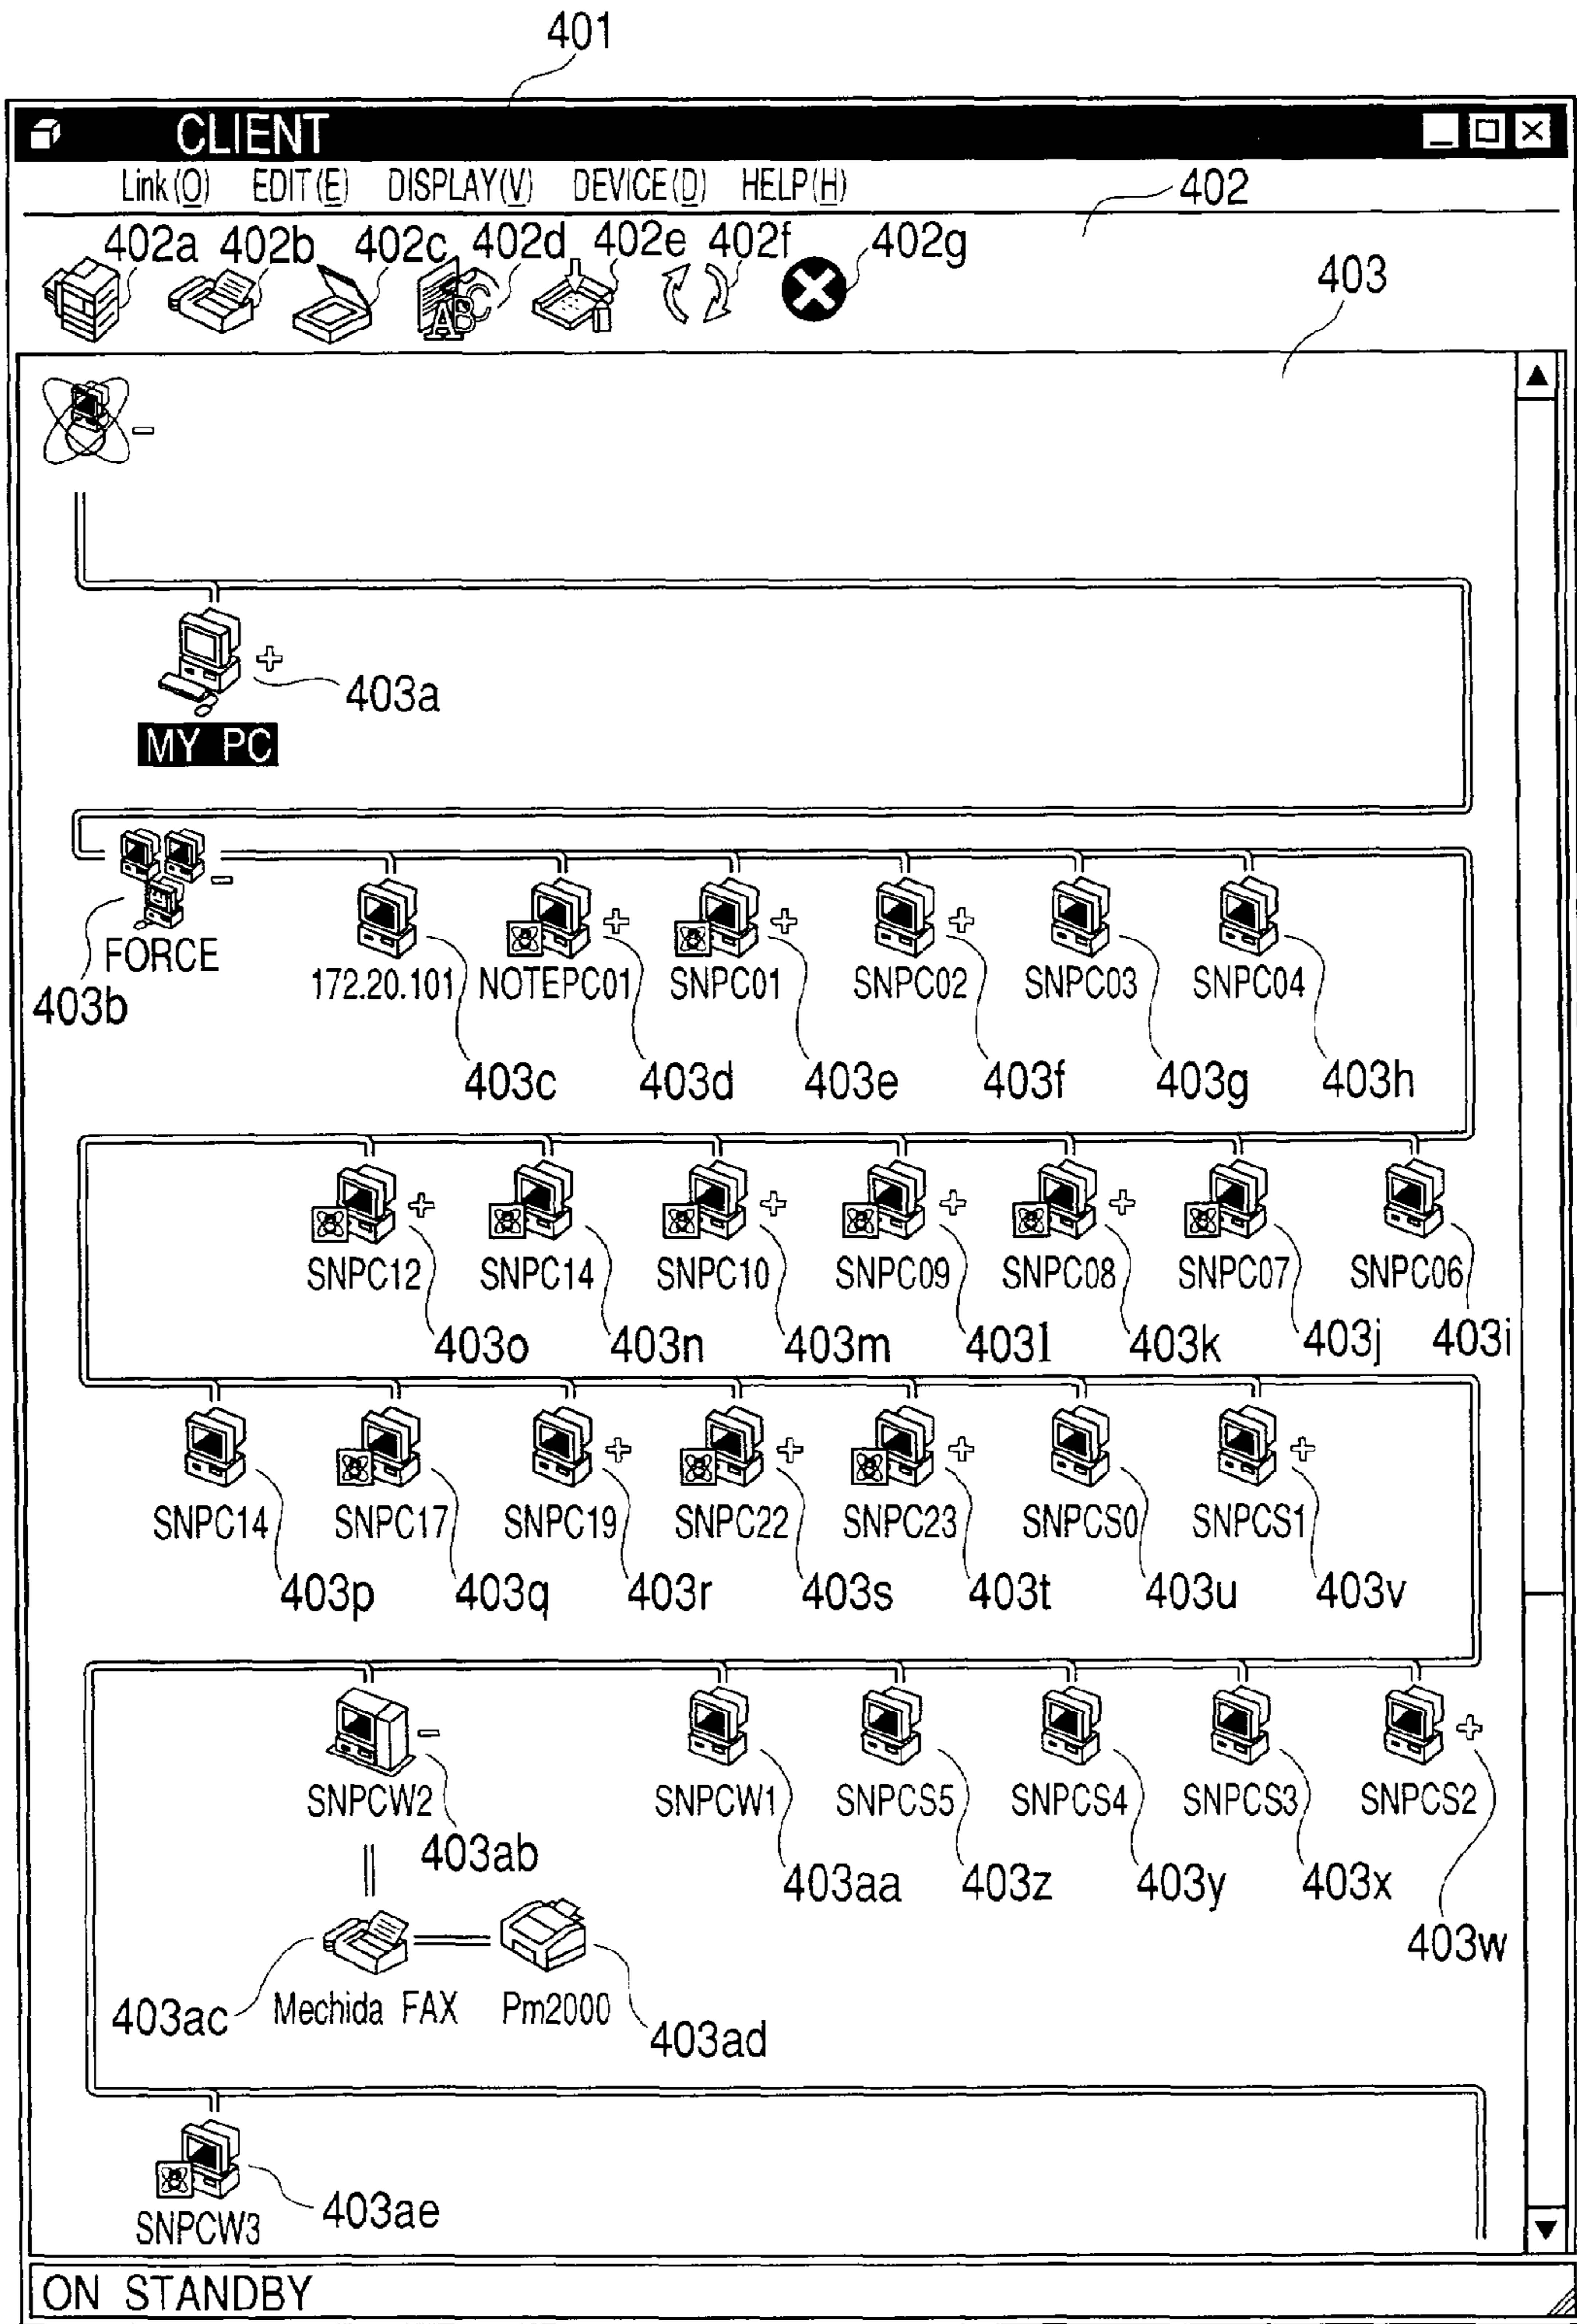 401
CLIENT
Link(O) EDIT(E) DISPLAY(V) DEVICE(D) HELP(H) 402
402a 402b 402c 402d 402e 402f 402g
ABC
403
403a
MY PC
FORCE
403b
172.20.101 NOTEPC01 SNPC01 SNPC02 SNPC03 SNPC04
403c 403d 403e 403f 403g 403h
SNPC12 SNPC14 SNPC10 SNPC09 SNPC08 SNPC07 SNPC06
403o 403n 403m 403l 403k 403j 403i
SNPC14 SNPC17 SNPC19 SNPC22 SNPC23 SNPCS0 SNPCS1
403p 403q 403r 403s 403t 403u 403v
SNPCW2 SNPCW1 SNPCS5 SNPCS4 SNPCS3 SNPCS2
403ab 403aa 403z 403y 403x 403w
Mechida FAX Pm2000
403ac 403ad
SNPCW3 403ae
ON STANDBY